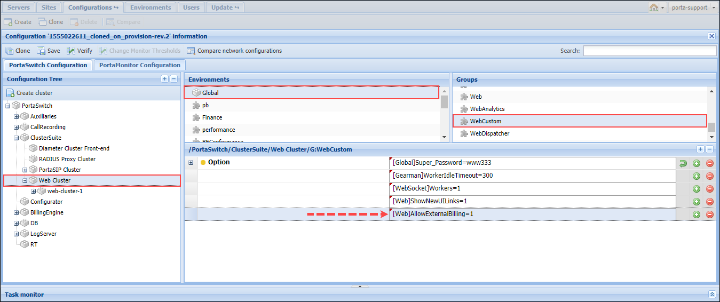 Servers Sites Configurations Environments Users Update porta-support
Create Clone Delete Compare
Configuration '1555022G11_cloned_on_provision-rev.2' information
Clone Save Verify Change Monitor Thresholds Compare network configurations Search:
PortaSwitch Configuration PortaMonitor Configuration
Configuration Tree
Create cluster
PortaSwitch
Auxiliaries
CallRecording
ClusterSuite
Diameter Cluster Front-end
RADIUS Proxy Cluster
PortaSIP Cluster
Web Cluster
web-cluster-1
Configurator
BillingEngine
DB
LogServer
RT
Environments
Global
pb
Finance
performance
Groups
Web
WebAnalytics
WebCustom
WebDispatcher
/PortaSwitch/ClusterSuite/Web Cluster/G:WebCustom
Option [Global]Super_Password=www333
[Gearman]WorkerIdleTimeout=300
[WebSocket]Workers=1
[Web]ShowNewUILinks=1
[Web]AllowExternalBilling=1
Task monitor